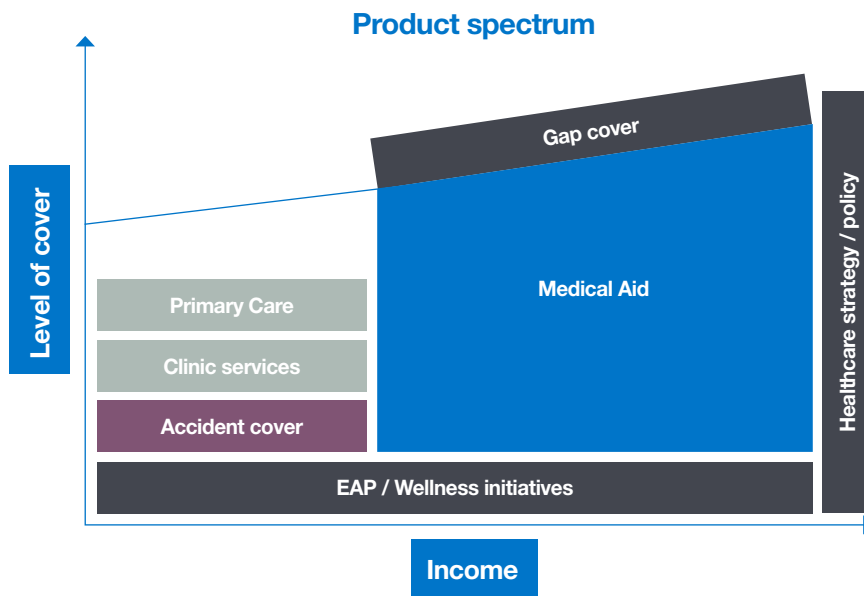 Product spectrum
Level of cover
Gap cover
Healthcare strategy / policy
Medical Aid
Primary Care
Clinic services
Accident cover
EAP / Wellness initiatives
Income